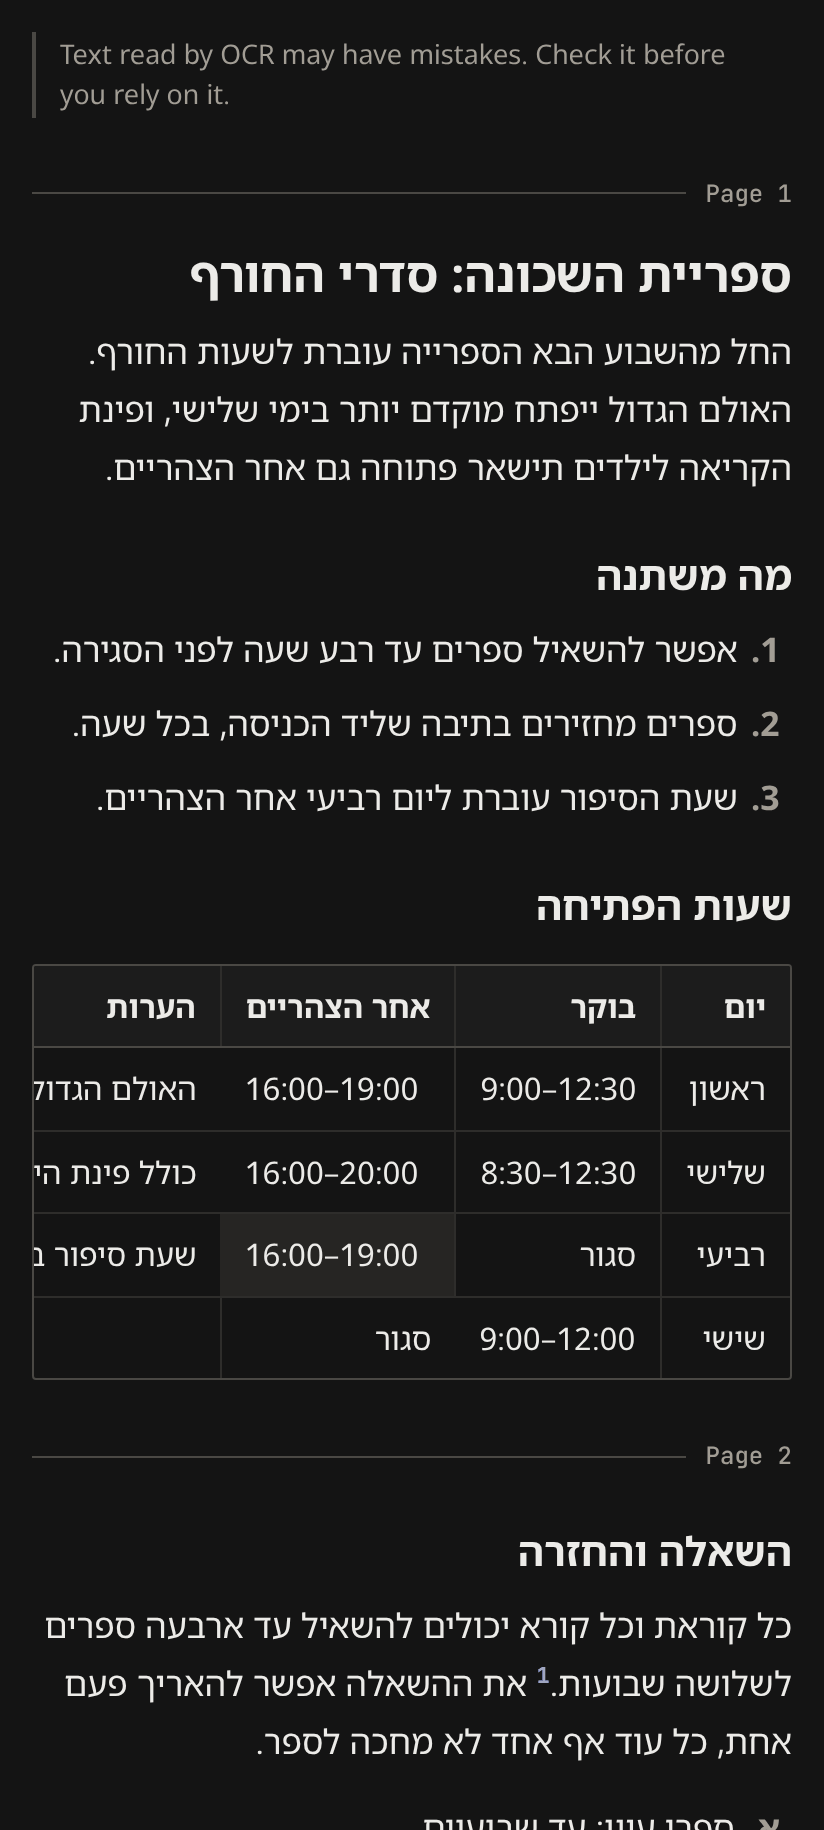 Text read by OCR may have mistakes. Check it before
you rely on it.
Page 1
ספריית השכונה: סדרי החורף
החל מהשבוע הבא הספרייה עוברת לשעות החורף.
האולם הגדול ייפתח מוקדם יותר בימי שלישי, ופינת
הקריאה לילדים תישאר פתוחה גם אחר הצהריים.
מה משתנה
1. אפשר להשאיל ספרים עד רבע שעה לפני הסגירה.
2. ספרים מחזירים בתיבה שליד הכניסה, בכל שעה.
3. שעת הסיפור עוברת ליום רביעי אחר הצהריים.
שעות הפתיחה
יום בוקר אחר הצהריים הערות
ראשון 9:00–12:30 16:00–19:00 האולם הגדול
שלישי 8:30–12:30 16:00–20:00 כולל פינת
רביעי סגור 16:00–19:00 שעת סיפור
שישי 9:00–12:00 סגור
Page 2
השאלה והחזרה
כל קוראת וכל קורא יכולים להשאיל עד ארבעה ספרים
לשלושה שבועות.1 את ההשאלה אפשר להאריך פעם
אחת, כל עוד אף אחד לא מחכה לספר.